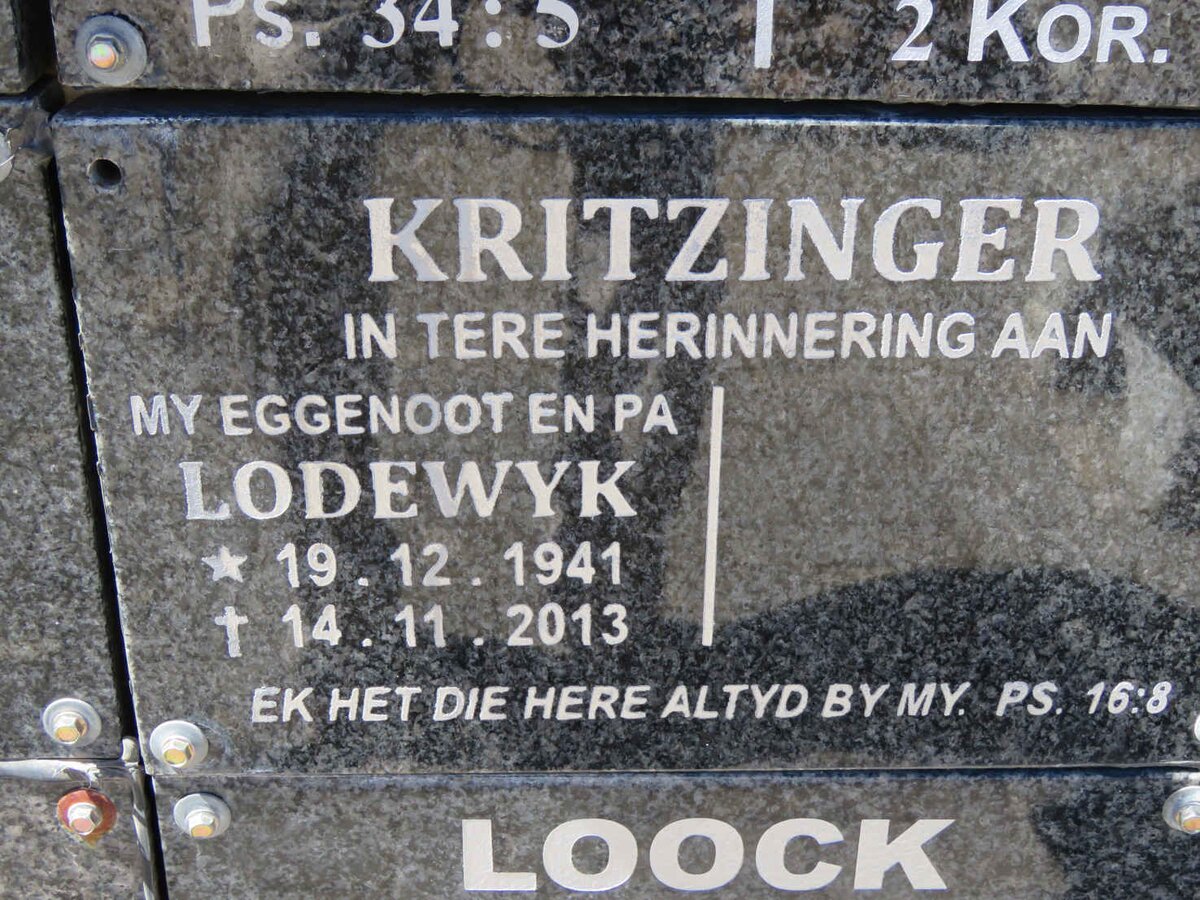 Ps. 34:5 2 KOR.
KRITZINGER
IN TERE HERINNERING AAN
MY EGGENOOT EN PA
LODEWYK
★ 19 . 12 . 1941
✝ 14 . 11 . 2013
EK HET DIE HERE ALTYD BY MY. PS. 16:8
LOOCK